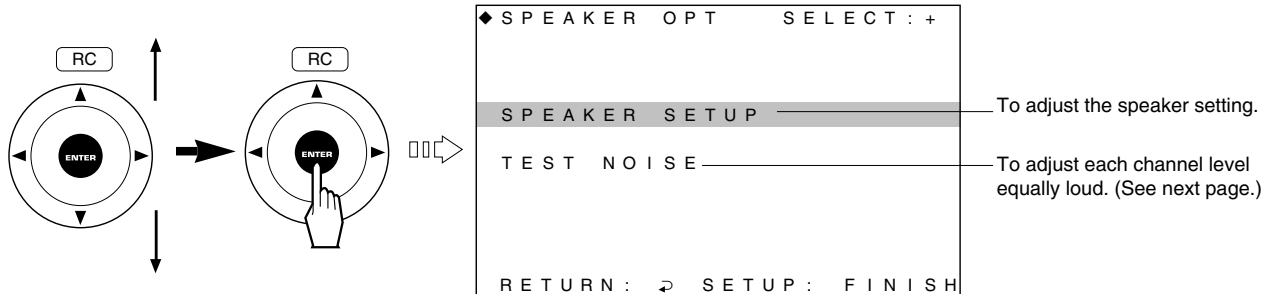 RC
ENTER
RC
ENTER
◆SPEAKER OPT SELECT:+
SPEAKER SETUP
To adjust the speaker setting.
TEST NOISE
To adjust each channel level
equally loud. (See next page.)
RETURN: ⊋ SETUP: FINISH